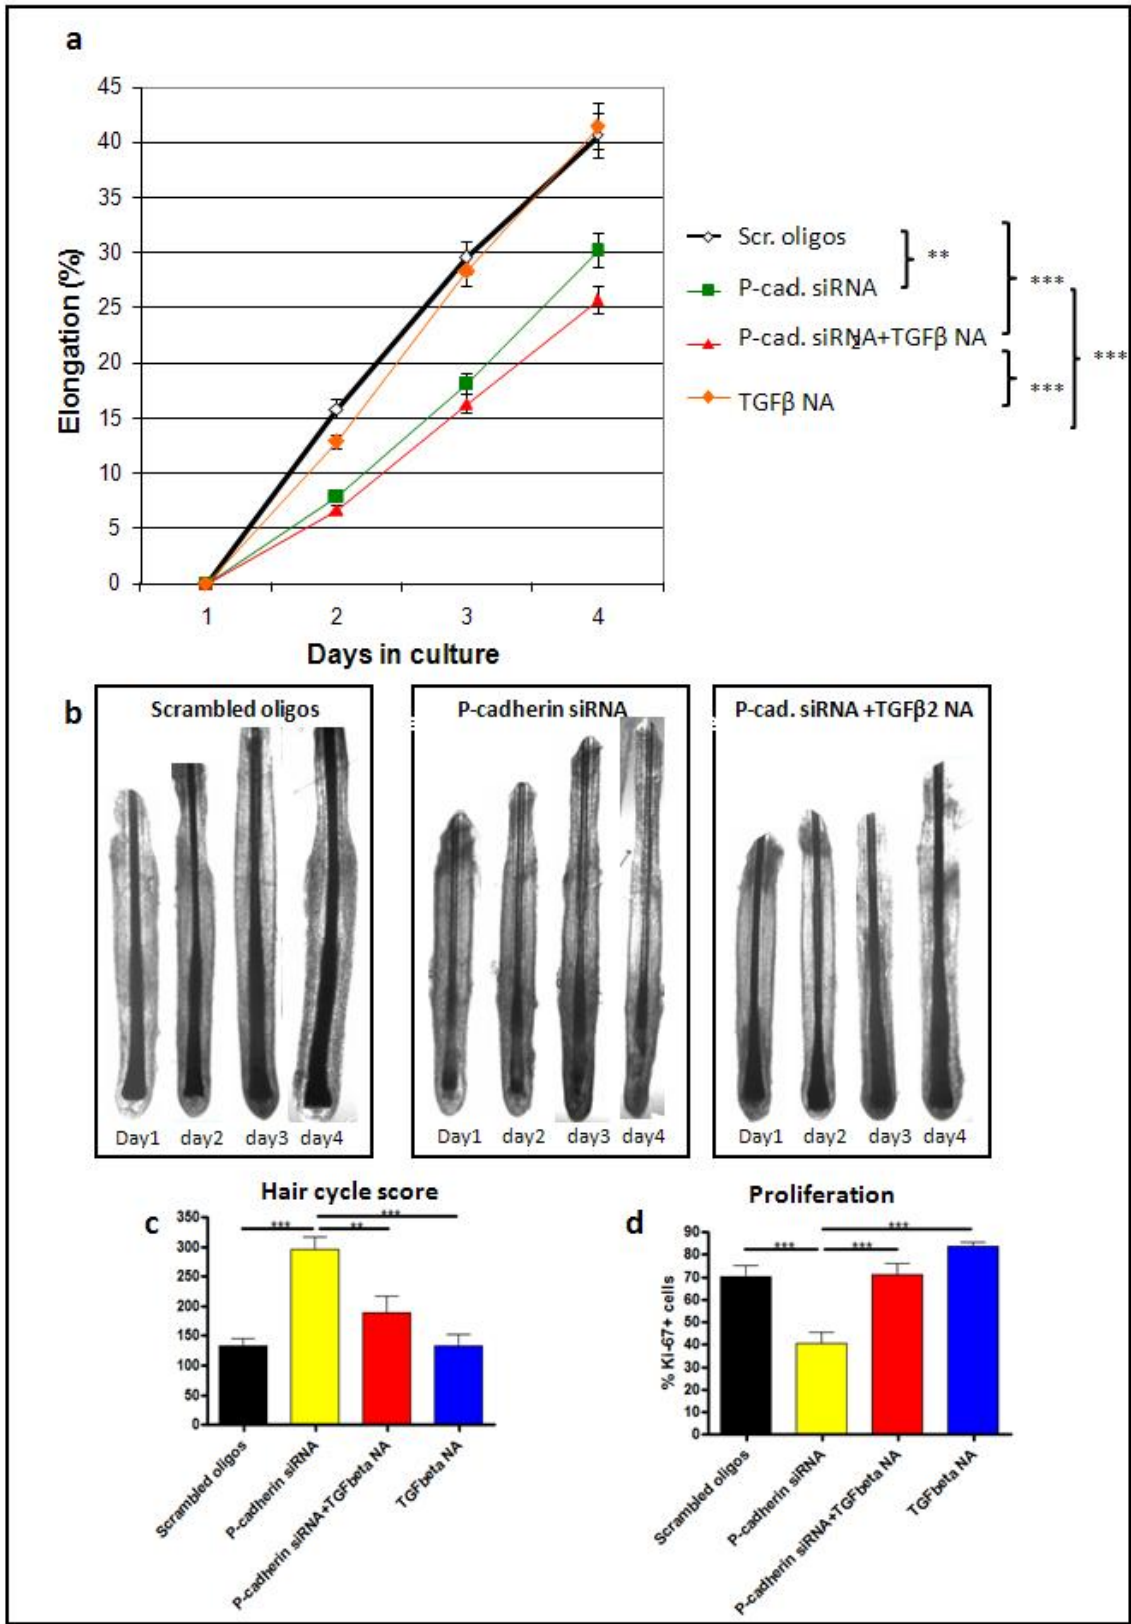 a
45
40
35
30
25
20
15
10
5
0
Elongation (%)
1 2 3 4
Days in culture
Scr. oligos
P-cad. siRNA
P-cad. siRNA+TGFβ NA
2
TGFβ NA
**
***
***
***
b
Scrambled oligos
Day1 day2 day3 day4
P-cadherin siRNA
Day1 day2 day3 day4
P-cad. siRNA +TGFβ2 NA
Day1 day2 day3 day4
c
Hair cycle score
350
300
250
200
150
100
50
0
***
**
***
Scrambled oligos
P-cadherin siRNA
P-cadherin siRNA+TGFbeta NA
TGFbeta NA
d
Proliferation
% Ki-67+ cells
90
80
70
60
50
40
30
20
10
0
***
***
***
Scrambled oligos
P-cadherin siRNA
P-cadherin siRNA+TGFbeta NA
TGFbeta NA